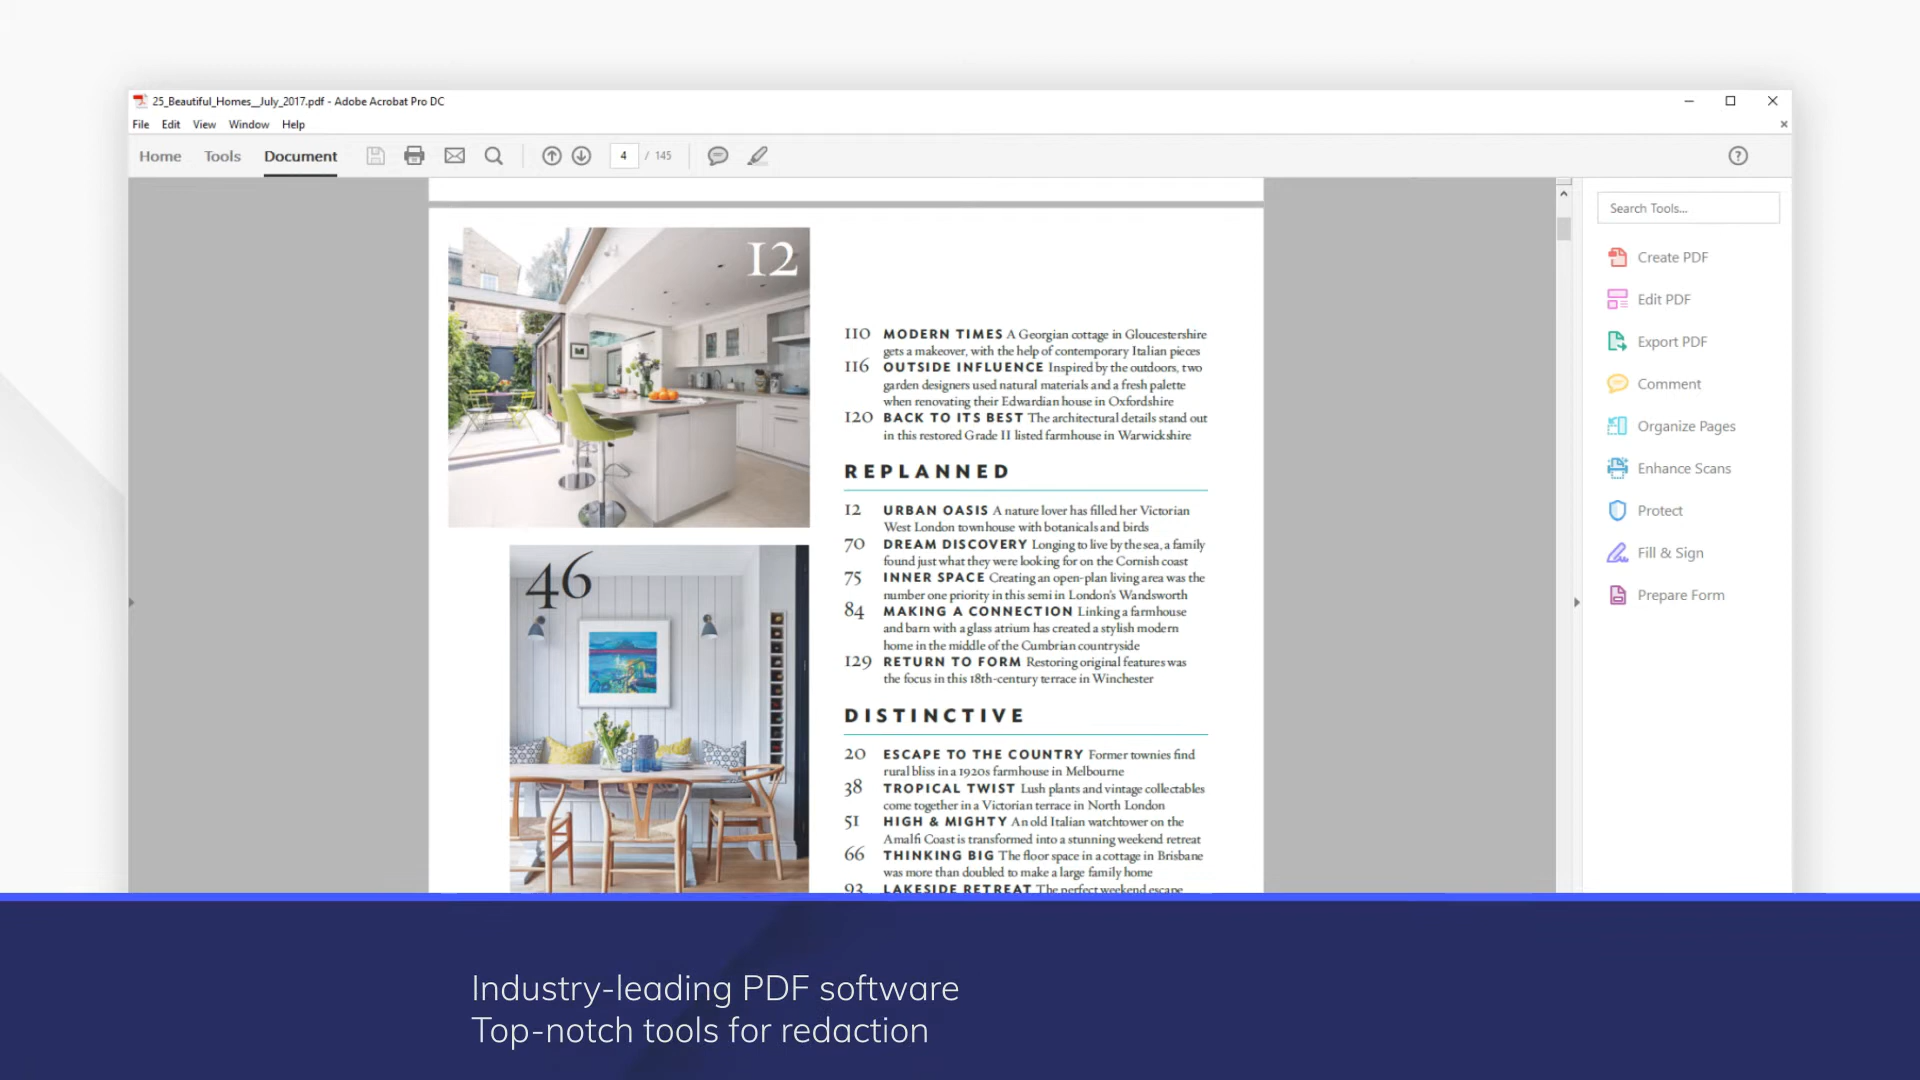 25_Beautiful_Homes__July_2017.pdf - Adobe Acrobat Pro DC
File Edit View Window Help
Home Tools Document 4 / 145
Search Tools...
Create PDF
Edit PDF
Export PDF
Comment
Organize Pages
Enhance Scans
Protect
Fill & Sign
Prepare Form
12
46
110 MODERN TIMES A Georgian cottage in Gloucestershire
gets a makeover, with the help of contemporary Italian pieces
116 OUTSIDE INFLUENCE Inspired by the outdoors, two
garden designers used natural materials and a fresh palette
when renovating their Edwardian house in Oxfordshire
120 BACK TO ITS BEST The architectural details stand out
in this restored Grade II listed farmhouse in Warwickshire
REPLANNED
12 URBAN OASIS A nature lover has filled her Victorian
West London townhouse with botanicals and birds
70 DREAM DISCOVERY Longing to live by the sea, a family
found just what they were looking for on the Cornish coast
75 INNER SPACE Creating an open-plan living area was the
number one priority in this semi in London's Wandsworth
84 MAKING A CONNECTION Linking a farmhouse
and barn with a glass atrium has created a stylish modern
home in the middle of the Cumbrian countryside
129 RETURN TO FORM Restoring original features was
the focus in this 18th-century terrace in Winchester
DISTINCTIVE
20 ESCAPE TO THE COUNTRY Former townies find
rural bliss in a 1920s farmhouse in Melbourne
38 TROPICAL TWIST Lush plants and vintage collectables
come together in a Victorian terrace in North London
51 HIGH & MIGHTY An old Italian watchtower on the
Amalfi Coast is transformed into a stunning weekend retreat
66 THINKING BIG The floor space in a cottage in Brisbane
was more than doubled to make a large family home
93 LAKESIDE RETREAT The perfect weekend escape
Industry-leading PDF software
Top-notch tools for redaction